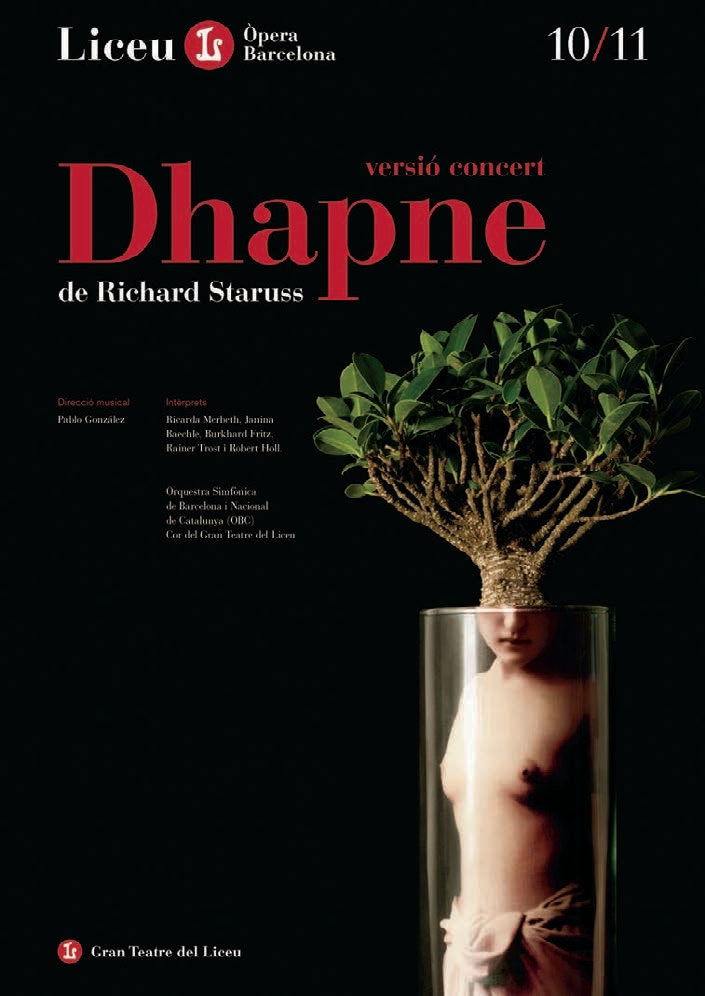 Liceu
Òpera
Barcelona
10/11
versió concert
Dhapne
de Richard Staruss
Direcció musical
Pablo González
Intèrprets
Ricarda Merbeth, Janina
Baechle, Burkhard Fritz,
Rainer Trost i Robert Holl.
Orquestra Simfònica
de Barcelona i Nacional
de Catalunya (OBC)
Cor del Gran Teatre del Liceu
Gran Teatre del Liceu